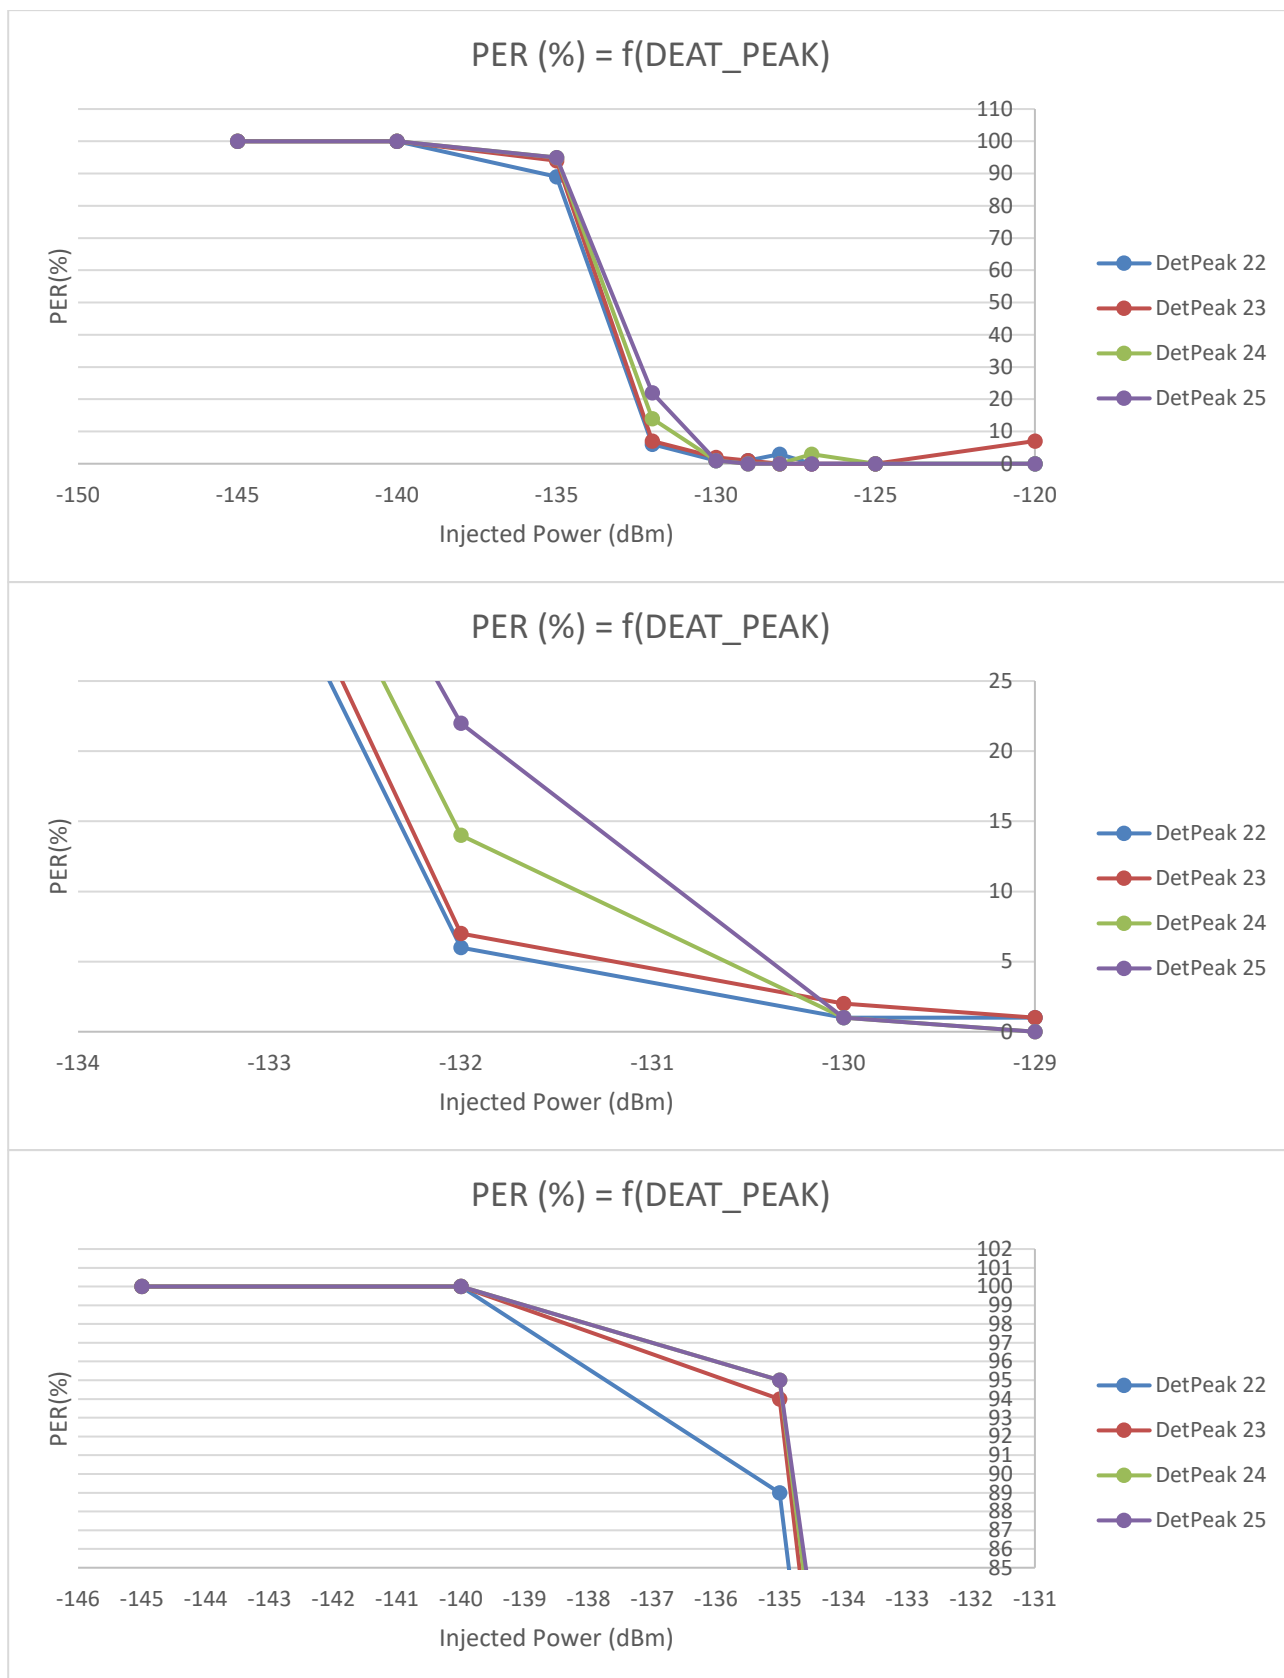 PER (%) = f(DEAT_PEAK)
110
100
90
80
70
60
50
40
30
20
10
0
PER(%)
-150 -145 -140 -135 -130 -125 -120
Injected Power (dBm)
DetPeak 22
DetPeak 23
DetPeak 24
DetPeak 25
PER (%) = f(DEAT_PEAK)
25
20
15
10
5
0
PER(%)
-134 -133 -132 -131 -130 -129
Injected Power (dBm)
DetPeak 22
DetPeak 23
DetPeak 24
DetPeak 25
PER (%) = f(DEAT_PEAK)
102
101
100
99
98
97
96
95
94
93
92
91
90
89
88
87
86
85
PER(%)
-146 -145 -144 -143 -142 -141 -140 -139 -138 -137 -136 -135 -134 -133 -132 -131
Injected Power (dBm)
DetPeak 22
DetPeak 23
DetPeak 24
DetPeak 25